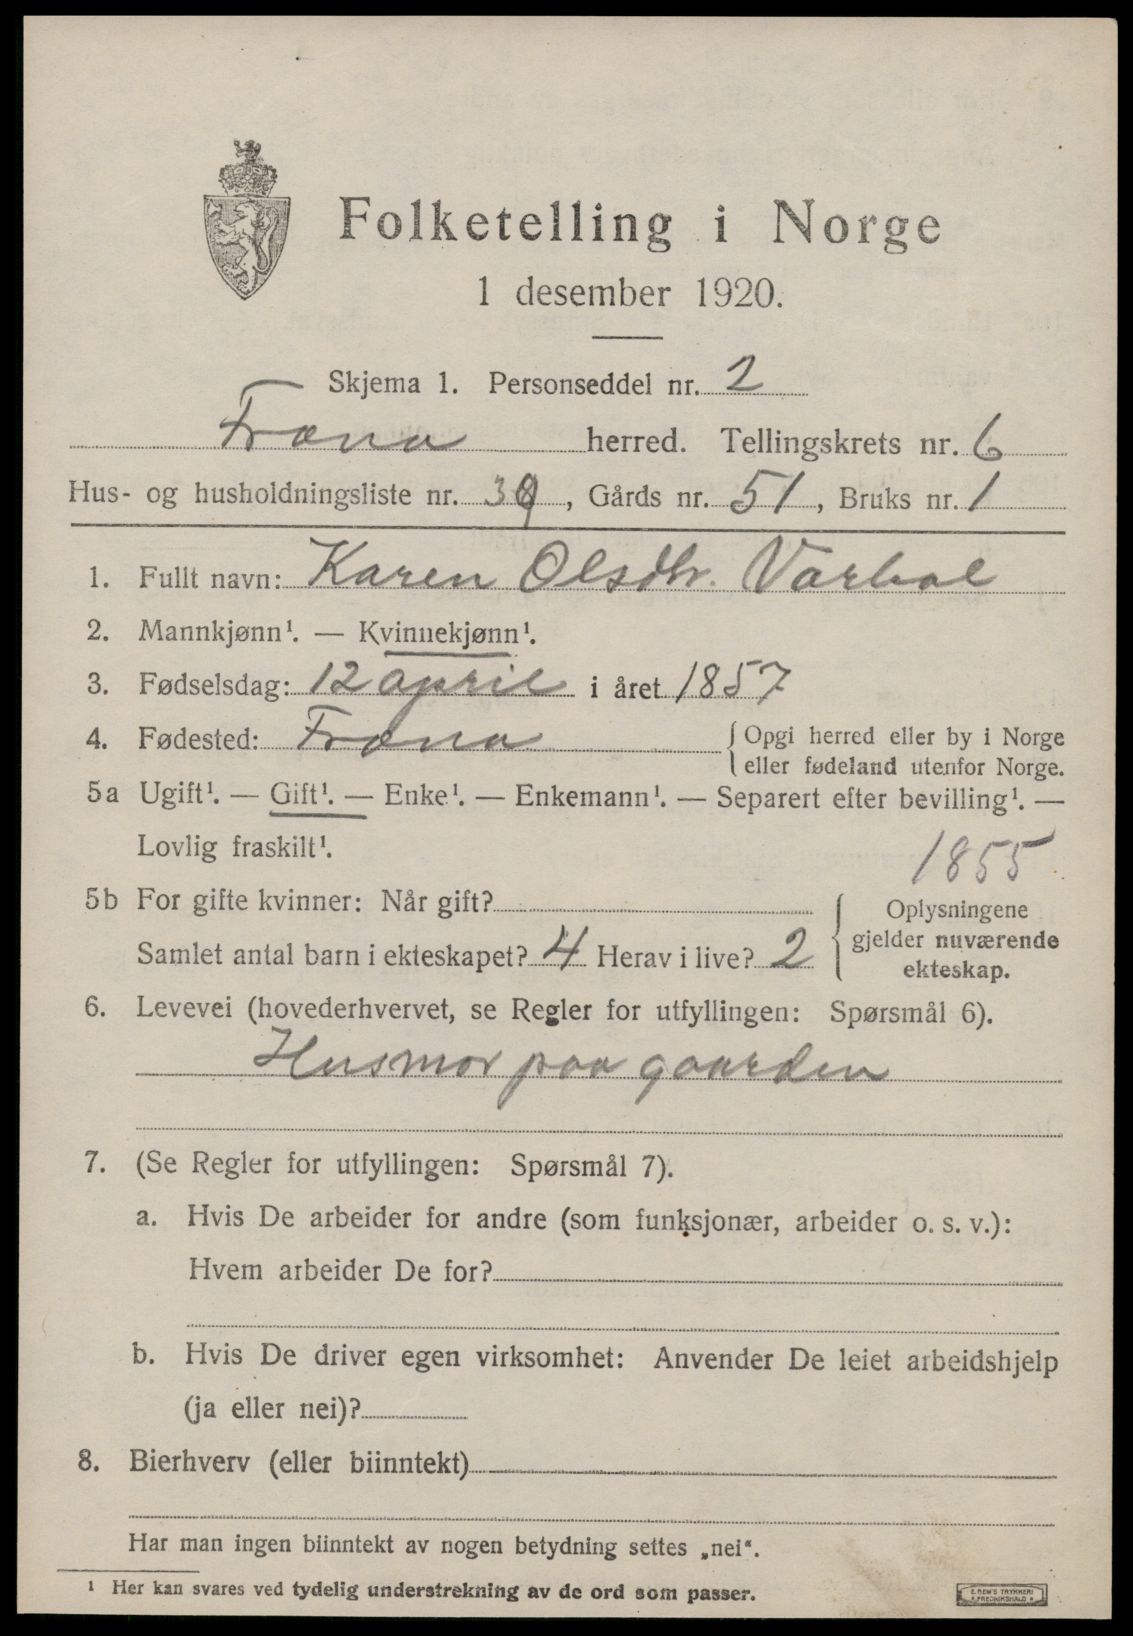 Folketelling i Norge
1 desember 1920.
Skjema 1. Personseddel nr. 2
Fræna herred. Tellingskrets nr. 6
Hus- og husholdningsliste nr. 39, Gårds nr. 51, Bruks nr. 1
1. Fullt navn: Karen Olsdtr. Varhol
2. Mannkjønn¹. — Kvinnekjønn¹.
3. Fødselsdag: 12 april i året 1857
4. Fødested: Fræna { Opgi herred eller by i Norge
eller fødeland utenfor Norge.
5a Ugift¹. — Gift¹. — Enke¹. — Enkemann¹. — Separert efter bevilling¹. —
Lovlig fraskilt¹. 1855
5b For gifte kvinner: Når gift? { Oplysningene
gjelder nuværende
ekteskap.
Samlet antal barn i ekteskapet? 4 Herav i live? 2
6. Levevei (hovederhvervet, se Regler for utfyllingen: Spørsmål 6).
Husmor paa gaarden
7. (Se Regler for utfyllingen: Spørsmål 7).
a. Hvis De arbeider for andre (som funksjonær, arbeider o. s. v.):
Hvem arbeider De for?
b. Hvis De driver egen virksomhet: Anvender De leiet arbeidshjelp
(ja eller nei)?
8. Bierhverv (eller biinntekt)
Har man ingen biinntekt av nogen betydning settes „nei“.
¹ Her kan svares ved tydelig understrekning av de ord som passer.
E. REM'S TRYKKERI
FREDRIKSHALD